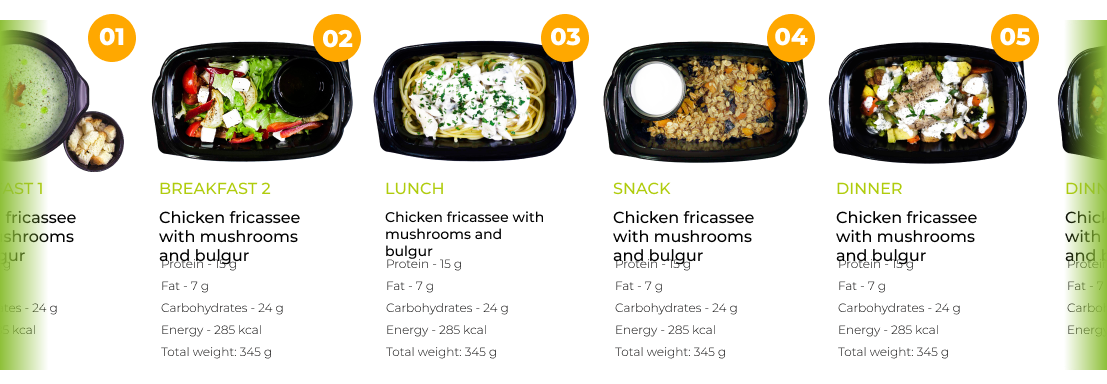 01
AST 1
fricassee
shrooms
gur
g
tes - 24 g
5 kcal
02
BREAKFAST 2
Chicken fricassee
with mushrooms
and bulgur
Protein - 15 g
Fat - 7 g
Carbohydrates - 24 g
Energy - 285 kcal
Total weight: 345 g
03
LUNCH
Chicken fricassee with
mushrooms and
bulgur
Protein - 15 g
Fat - 7 g
Carbohydrates - 24 g
Energy - 285 kcal
Total weight: 345 g
04
SNACK
Chicken fricassee
with mushrooms
and bulgur
Protein - 15 g
Fat - 7 g
Carbohydrates - 24 g
Energy - 285 kcal
Total weight: 345 g
05
DINNER
Chicken fricassee
with mushrooms
and bulgur
Protein - 15 g
Fat - 7 g
Carbohydrates - 24 g
Energy - 285 kcal
Total weight: 345 g
DINN
Chic
with
and b
Protein
Fat - 7
Carbo
Energ